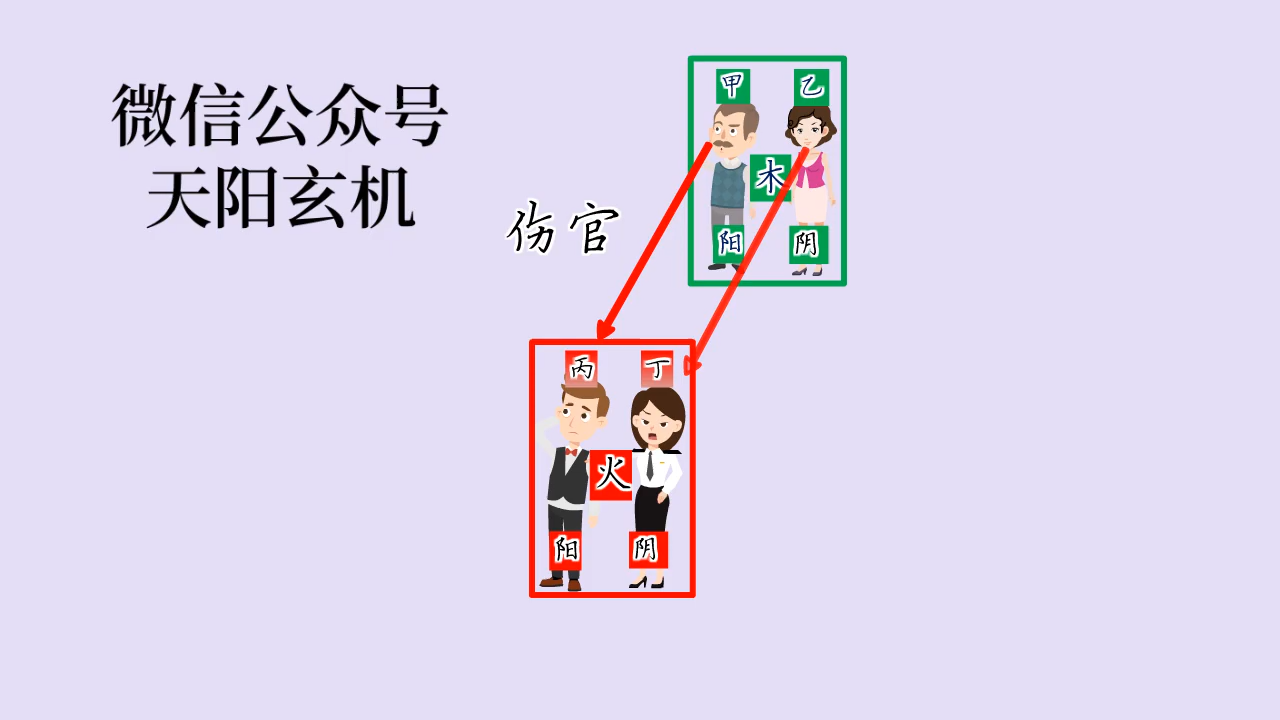 微信公众号
天阳玄机
伤官
甲 乙
木
阳 阴
丙 丁
火
阳 阴